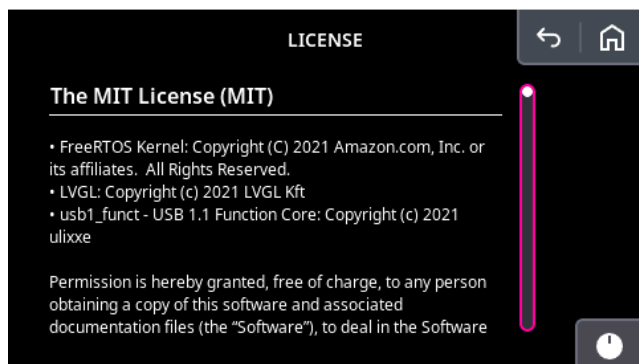 LICENSE
The MIT License (MIT)
• FreeRTOS Kernel: Copyright (C) 2021 Amazon.com, Inc. or
its affiliates.  All Rights Reserved.
• LVGL: Copyright (c) 2021 LVGL Kft
• usb1_funct - USB 1.1 Function Core: Copyright (c) 2021
ulixxe
Permission is hereby granted, free of charge, to any person
obtaining a copy of this software and associated
documentation files (the “Software”), to deal in the Software